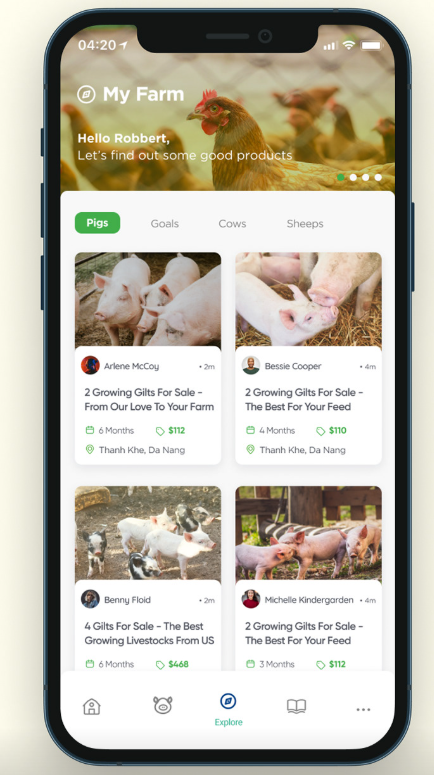 04:20
My Farm
Hello Robbert,
Let's find out some good products
Pigs
Goals
Cows
Sheeps
Arlene McCoy
• 2m
2 Growing Gilts For Sale -
From Our Love To Your Farm
6 Months
$112
Thanh Khe, Da Nang
Bessie Cooper
• 4m
2 Growing Gilts For Sale -
The Best For Your Feed
4 Months
$110
Thanh Khe, Da Nang
Benny Floid
• 2m
4 Gilts For Sale - The Best
Growing Livestocks From US
6 Months
$468
Michelle Kindergarden
• 4m
2 Growing Gilts For Sale -
The Best For Your Feed
3 Months
$112
Explore